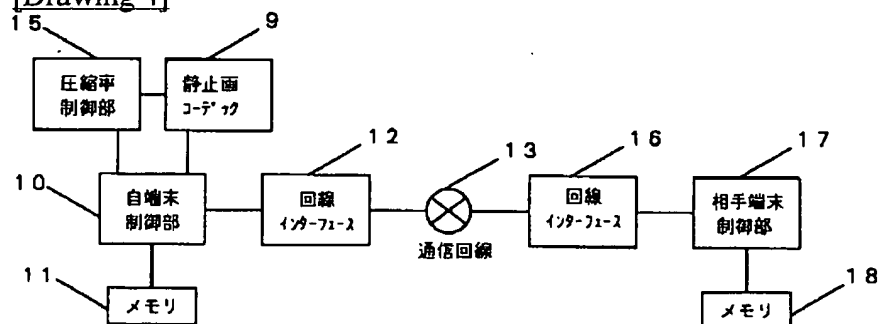 [Drawing 4]
15
9
圧縮率
制御部
静止画
コーデック
12
13
16
17
10
自端末
制御部
回線
インターフェース
通信回線
回線
インターフェース
相手端末
制御部
11
メモリ
18
メモリ